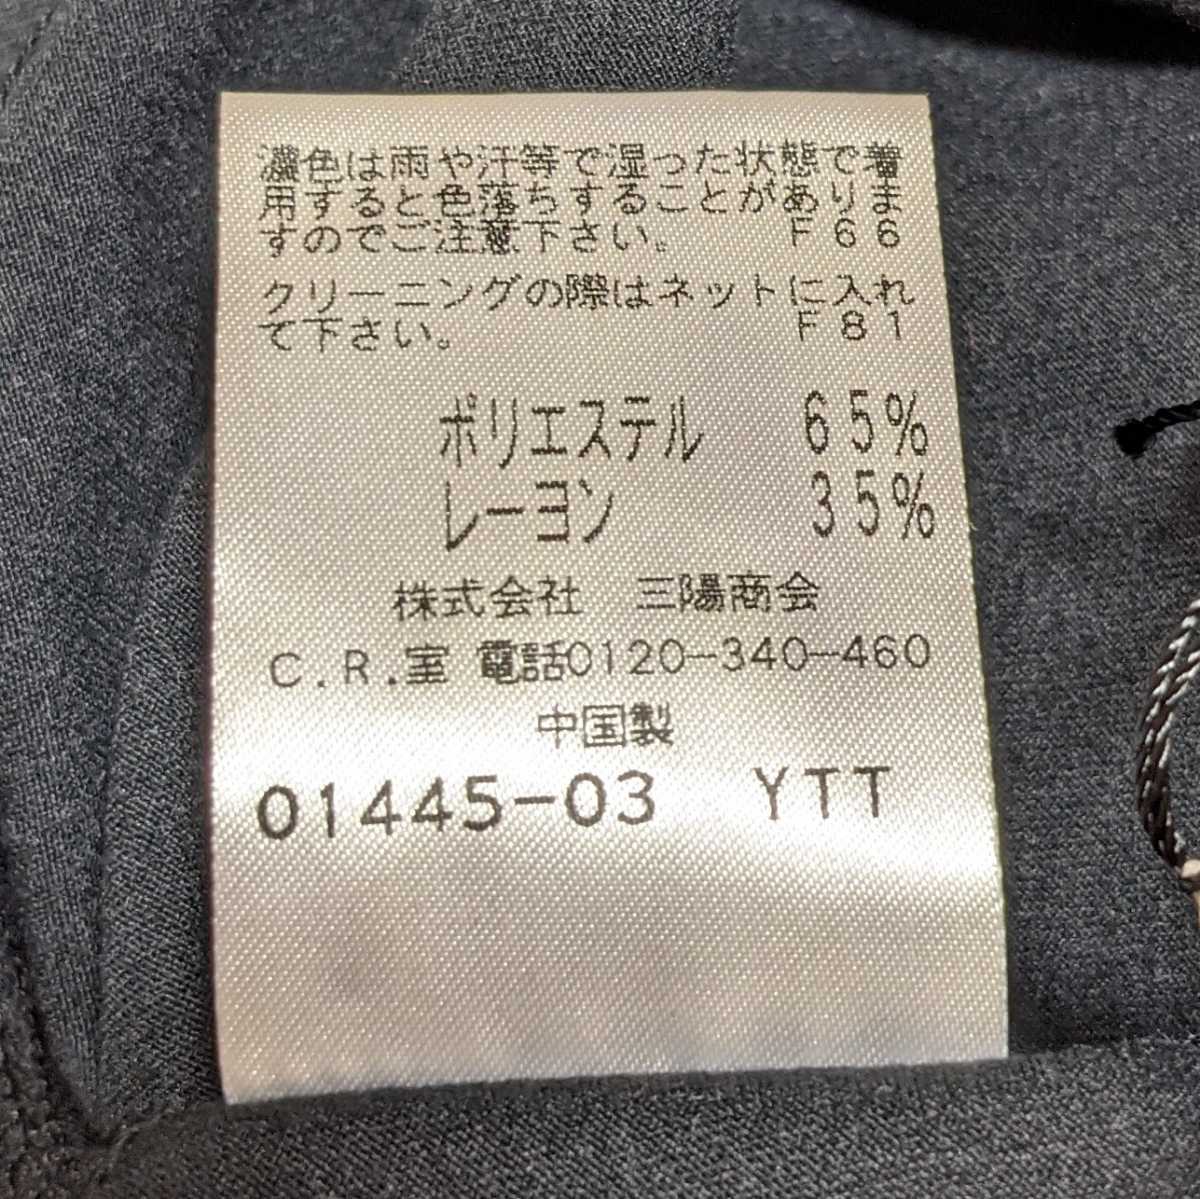 濃色は雨や汗等で湿った状態で着
用すると色落ちすることがありま
すのでご注意下さい。 F66
クリーニングの際はネットに入れ
て下さい。 F81
ポリエステル 65%
レーヨン 35%
株式会社 三陽商会
C.R.室 電話0120-340-460
中国製
01445-03 YTT